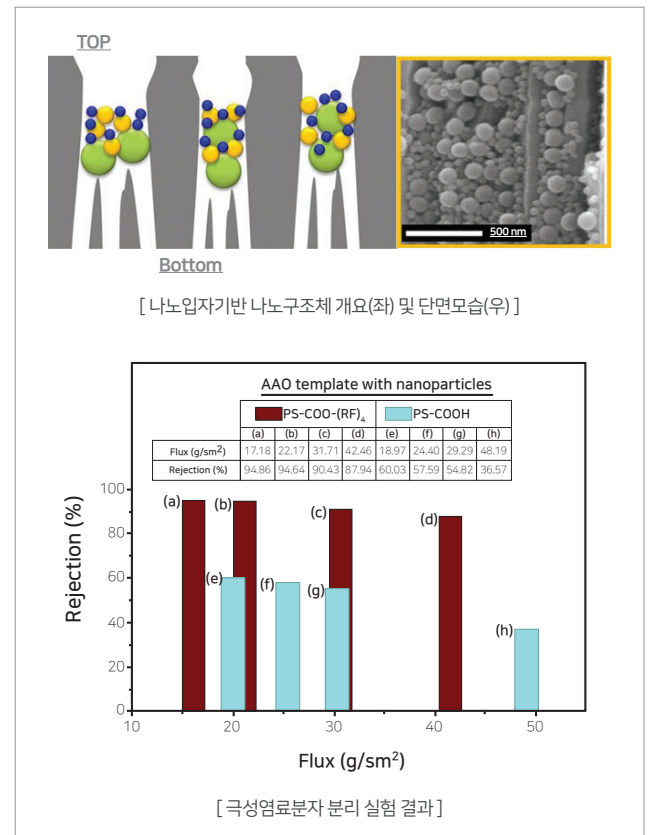 TOP
500 nm
Bottom
[ 나노입자기반 나노구조체 개요(좌) 및 단면모습(우) ]
AAO template with nanoparticles
PS-COO-(RF)₄ PS-COOH
(a) (b) (c) (d) (e) (f) (g) (h)
Flux (g/sm²) 17.18 22.17 31.71 42.46 18.97 24.40 29.29 48.19
Rejection (%) 94.86 94.64 90.43 87.94 60.03 57.59 54.82 36.57
Rejection (%)
100
80
60
40
20
0
(a)
(b)
(c)
(d)
(e)
(f)
(g)
(h)
10 20 30 40 50
Flux (g/sm²)
[ 극성염료분자 분리 실험 결과 ]